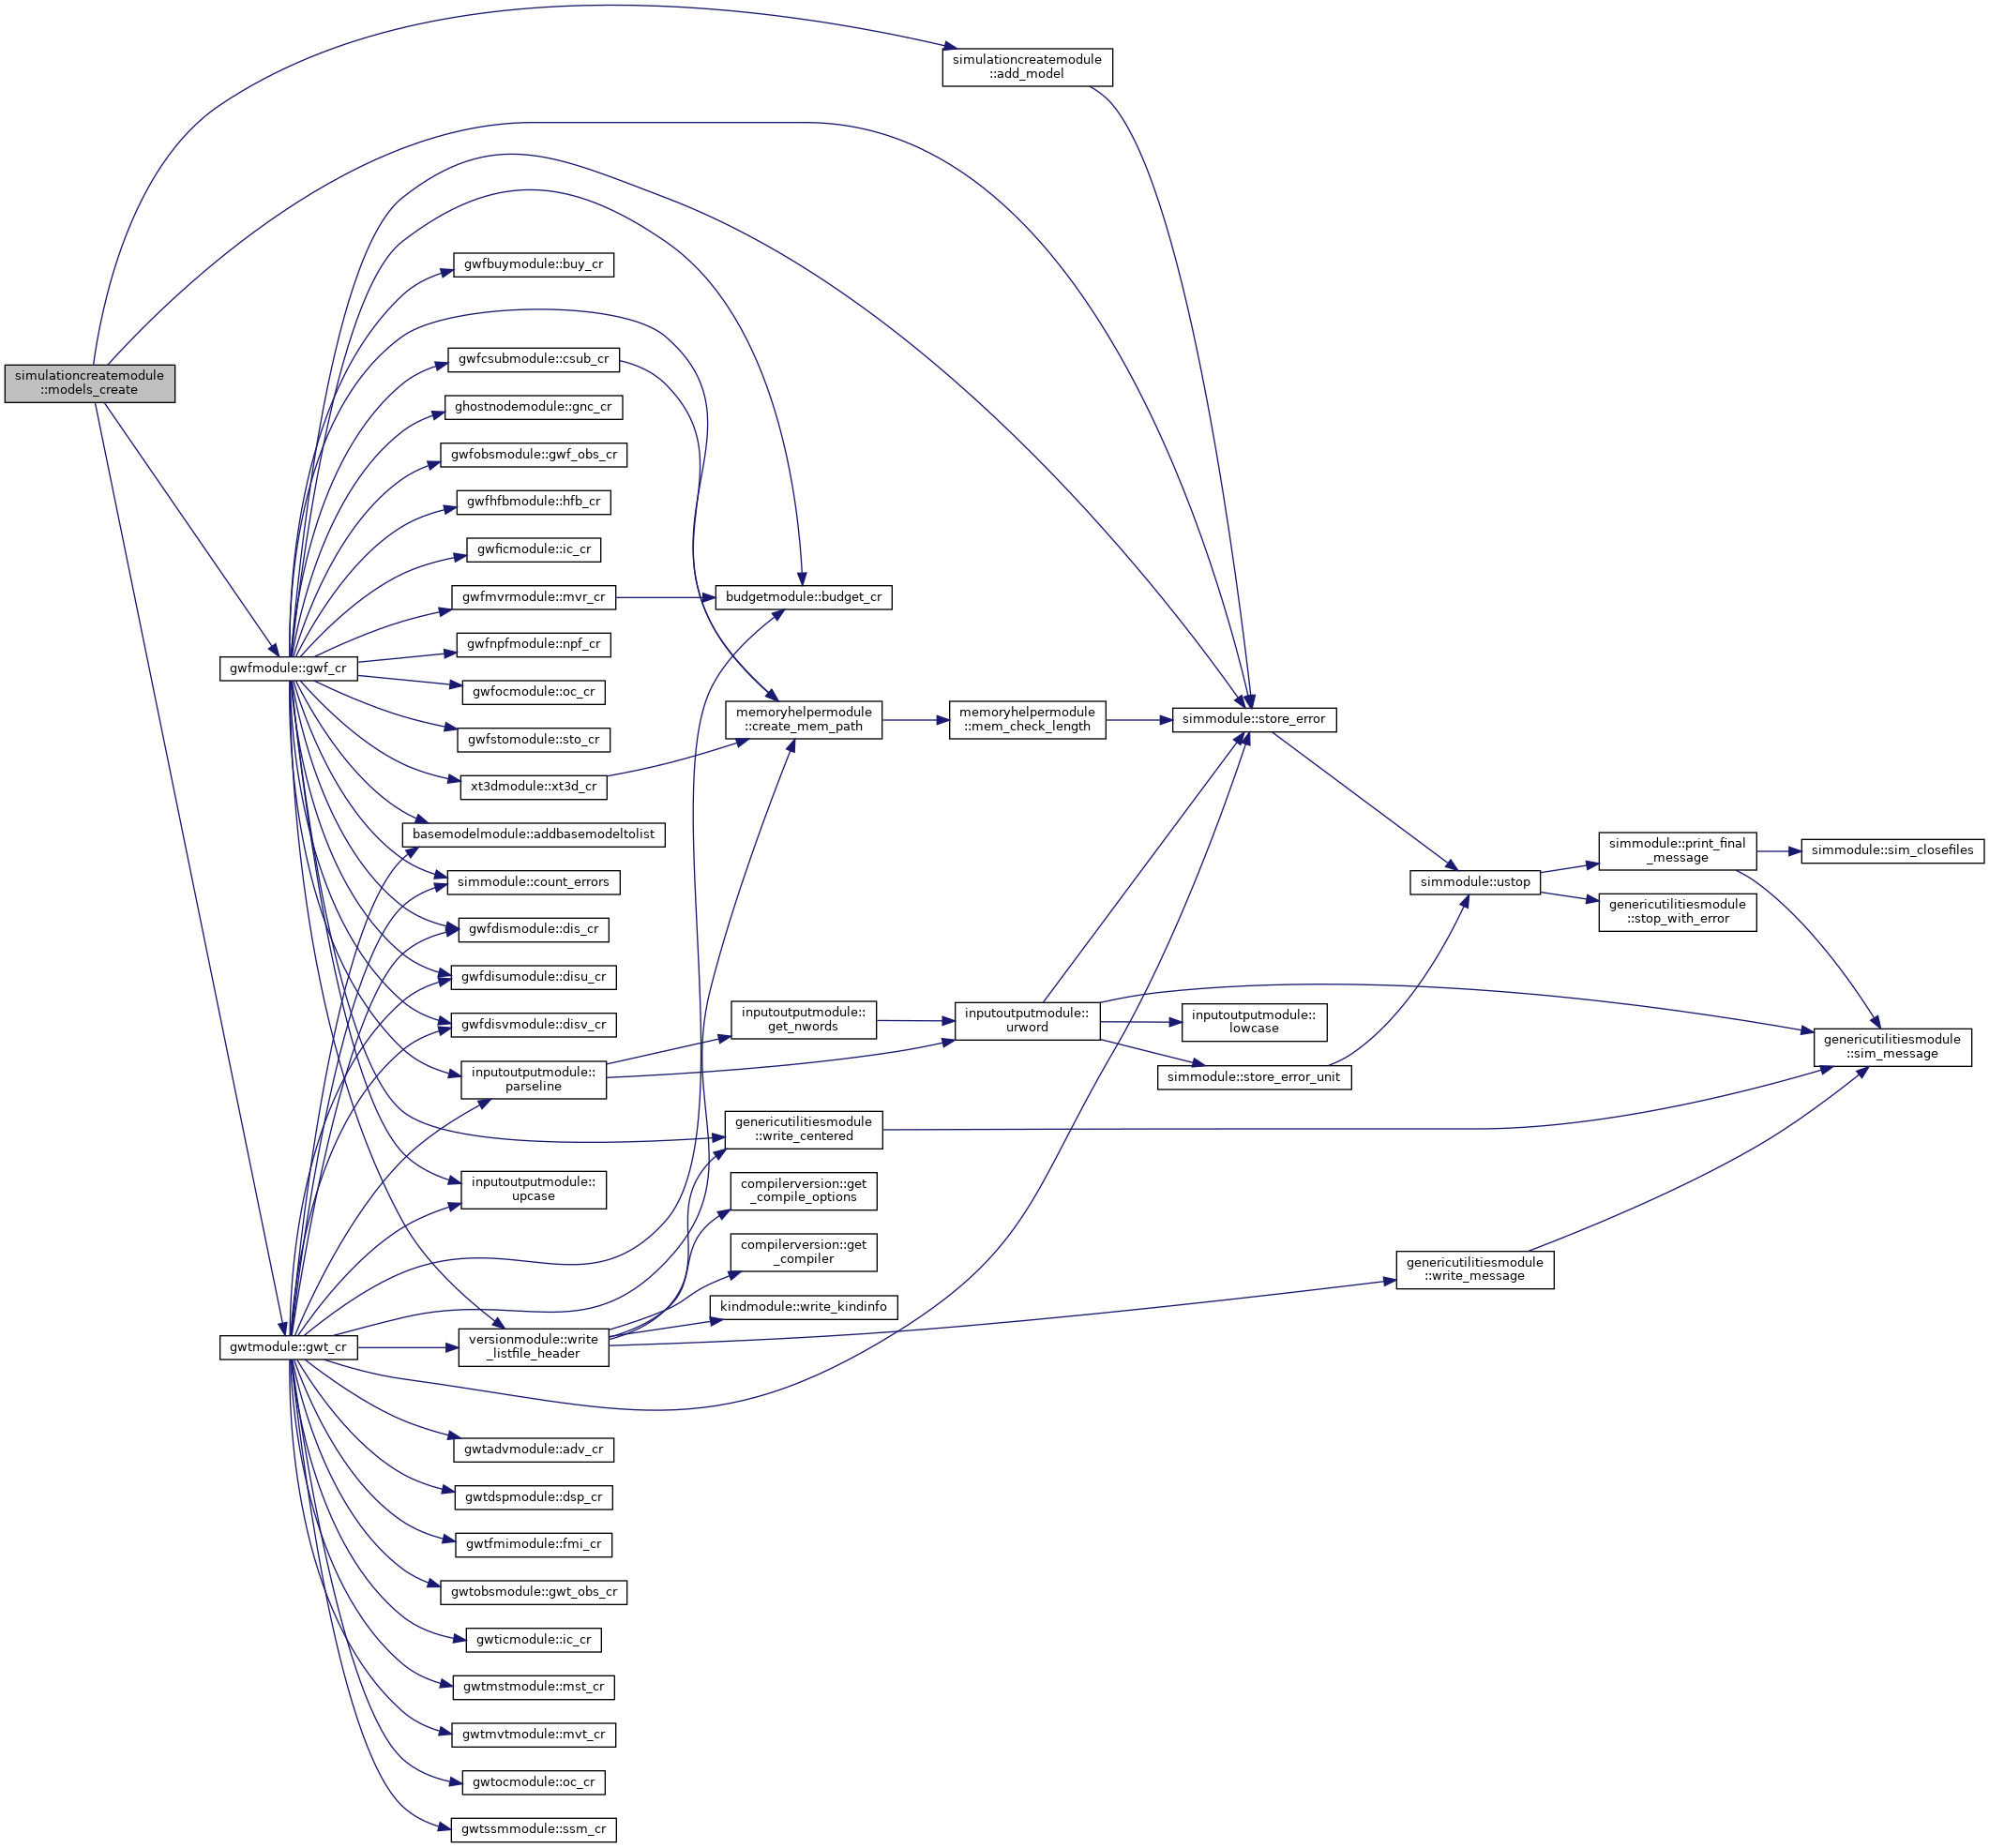 simulationcreatemodule
::models_create
simulationcreatemodule
::add_model
simmodule::store_error
gwfmodule::gwf_cr
gwtmodule::gwt_cr
gwfbuymodule::buy_cr
gwfcsubmodule::csub_cr
ghostnodemodule::gnc_cr
gwfobsmodule::gwf_obs_cr
gwfhfbmodule::hfb_cr
gwficmodule::ic_cr
gwfmvrmodule::mvr_cr
gwfnpfmodule::npf_cr
gwfocmodule::oc_cr
gwfstomodule::sto_cr
xt3dmodule::xt3d_cr
basemodelmodule::addbasemodeltolist
simmodule::count_errors
gwfdismodule::dis_cr
gwfdisumodule::disu_cr
gwfdisvmodule::disv_cr
inputoutputmodule::
parseline
inputoutputmodule::
upcase
versionmodule::write
_listfile_header
gwtadvmodule::adv_cr
gwtdspmodule::dsp_cr
gwtfmimodule::fmi_cr
gwtobsmodule::gwt_obs_cr
gwticmodule::ic_cr
gwtmstmodule::mst_cr
gwtmvtmodule::mvt_cr
gwtocmodule::oc_cr
gwtssmmodule::ssm_cr
budgetmodule::budget_cr
memoryhelpermodule
::create_mem_path
memoryhelpermodule
::mem_check_length
inputoutputmodule::
get_nwords
inputoutputmodule::
urword
inputoutputmodule::
lowcase
simmodule::store_error_unit
genericutilitiesmodule
::write_centered
compilerversion::get
_compile_options
compilerversion::get
_compiler
kindmodule::write_kindinfo
genericutilitiesmodule
::write_message
simmodule::ustop
simmodule::print_final
_message
genericutilitiesmodule
::stop_with_error
simmodule::sim_closefiles
genericutilitiesmodule
::sim_message